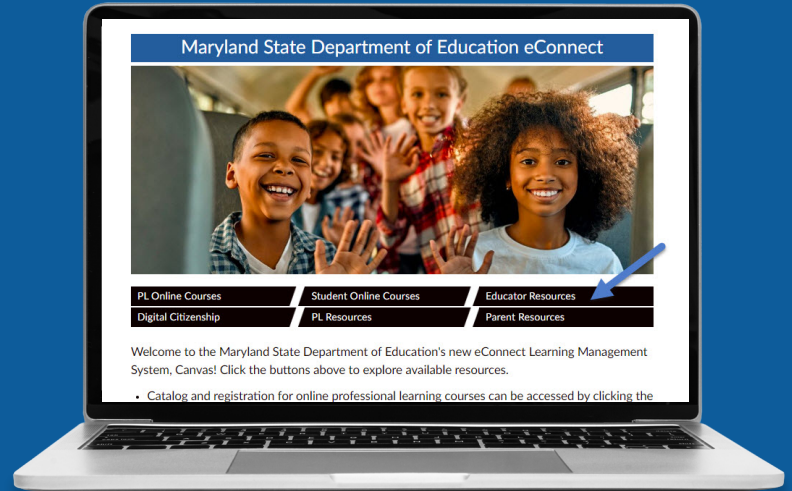 Maryland State Department of Education eConnect
PL Online Courses
Student Online Courses
Educator Resources
Digital Citizenship
PL Resources
Parent Resources
Welcome to the Maryland State Department of Education's new eConnect Learning Management
System, Canvas! Click the buttons above to explore available resources.
• Catalog and registration for online professional learning courses can be accessed by clicking the